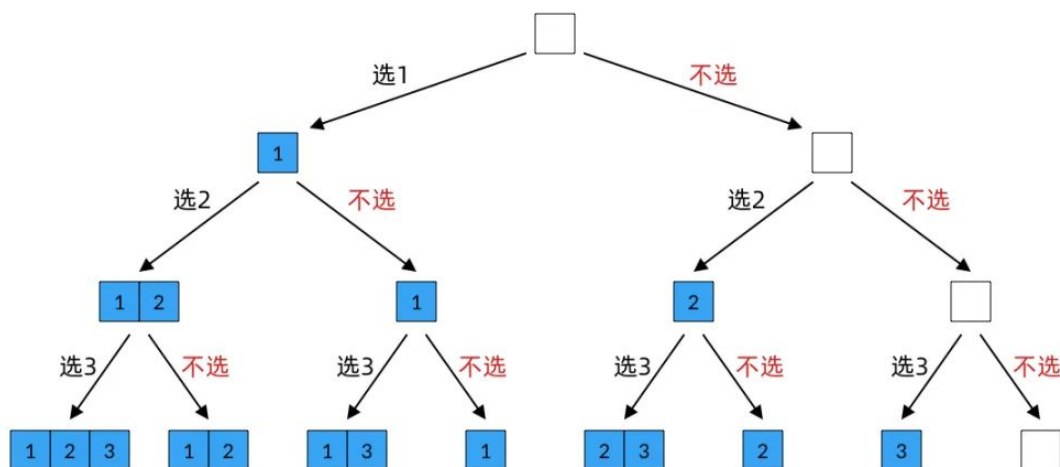 选1 不选
1
选2 不选 选2 不选
1 2 1 2
选3 不选 选3 不选 选3 不选 选3 不选
1 2 3 1 2 1 3 1 2 3 2 3